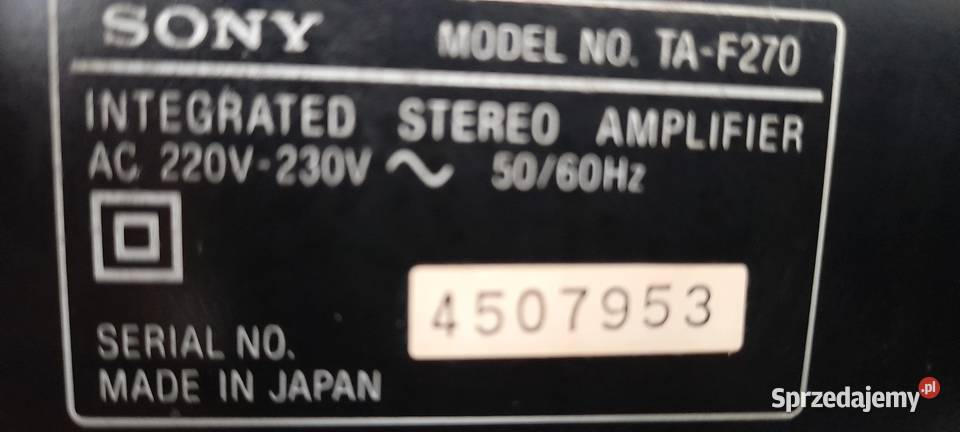 SONY MODEL NO. TA-F270
INTEGRATED STEREO AMPLIFIER
AC 220V-230V ~ 50/60Hz
4507953
SERIAL NO.
MADE IN JAPAN
Sprzedajemy.pl